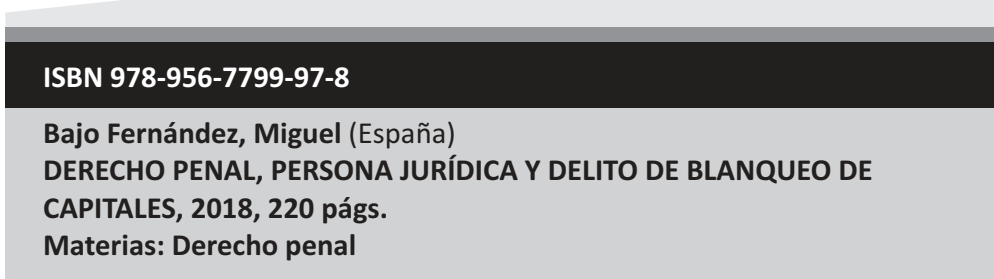 ISBN 978-956-7799-97-8
Bajo Fernández, Miguel (España)
DERECHO PENAL, PERSONA JURÍDICA Y DELITO DE BLANQUEO DE
CAPITALES, 2018, 220 págs.
Materias: Derecho penal